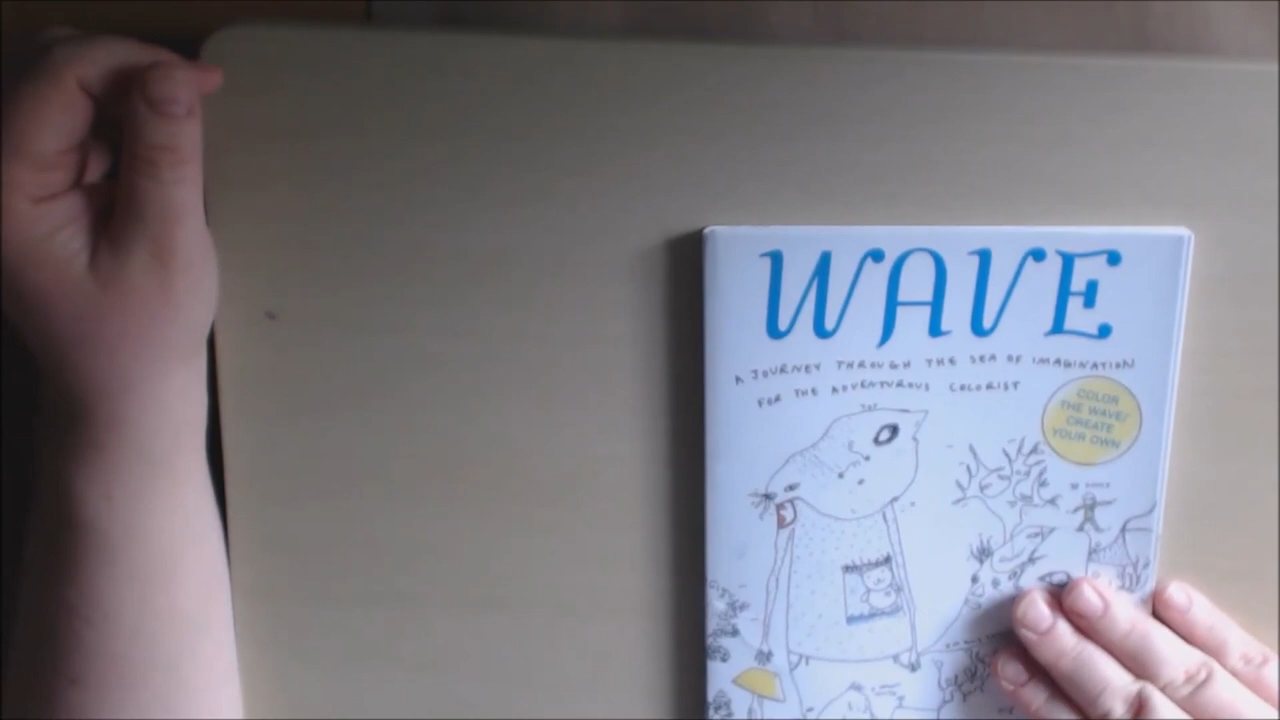 WAVE
A JOURNEY THROUGH THE SEA OF IMAGINATION
FOR THE ADVENTUROUS COLORIST
COLOR
THE WAVE/
CREATE
YOUR OWN